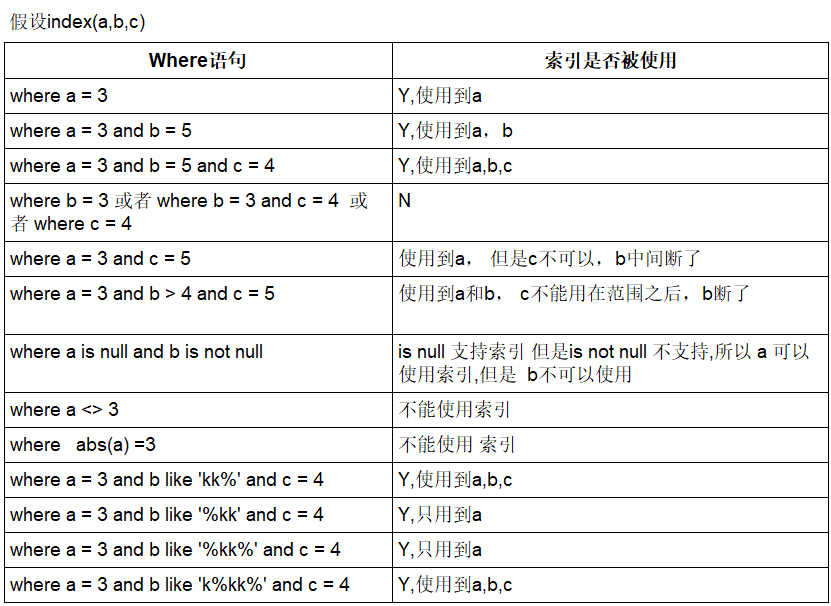 假设index(a,b,c)
Where语句 索引是否被使用
where a = 3 Y,使用到a
where a = 3 and b = 5 Y,使用到a，b
where a = 3 and b = 5 and c = 4 Y,使用到a,b,c
where b = 3 或者 where b = 3 and c = 4 或 N
者 where c = 4
where a = 3 and c = 5 使用到a， 但是c不可以，b中间断了
where a = 3 and b > 4 and c = 5 使用到a和b， c不能用在范围之后，b断了
where a is null and b is not null is null 支持索引 但是is not null 不支持,所以 a 可以
使用索引,但是 b不可以使用
where a <> 3 不能使用索引
where abs(a) =3 不能使用 索引
where a = 3 and b like 'kk%' and c = 4 Y,使用到a,b,c
where a = 3 and b like '%kk' and c = 4 Y,只用到a
where a = 3 and b like '%kk%' and c = 4 Y,只用到a
where a = 3 and b like 'k%kk%' and c = 4 Y,使用到a,b,c